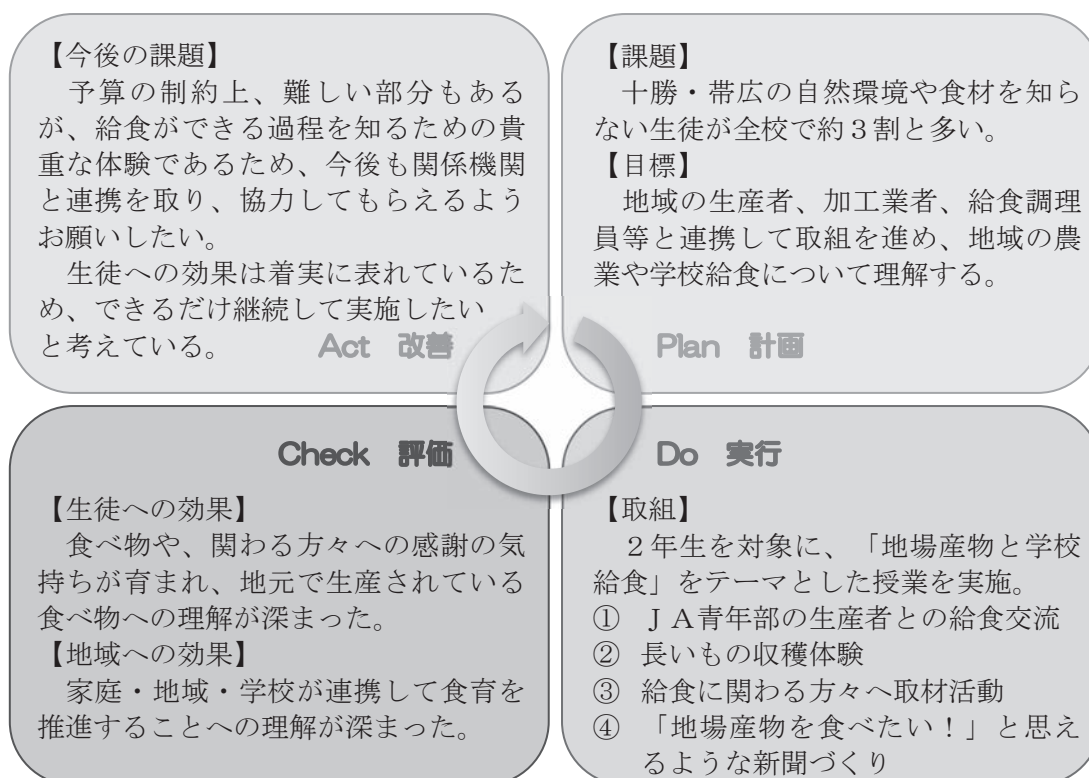 【今後の課題】
予算の制約上、難しい部分もある
が、給食ができる過程を知るための貴
重な体験であるため、今後も関係機関
と連携を取り、協力してもらえるよう
お願いしたい。
生徒への効果は着実に表れているた
め、できるだけ継続して実施したい
と考えている。
Act 改善
【課題】
十勝・帯広の自然環境や食材を知ら
ない生徒が全校で約３割と多い。
【目標】
地域の生産者、加工業者、給食調理
員等と連携して取組を進め、地域の農
業や学校給食について理解する。
Plan 計画
Check 評価
【生徒への効果】
食べ物や、関わる方々への感謝の気
持ちが育まれ、地元で生産されている
食べ物への理解が深まった。
【地域への効果】
家庭・地域・学校が連携して食育を
推進することへの理解が深まった。
Do 実行
【取組】
２年生を対象に、「地場産物と学校
給食」をテーマとした授業を実施。
① ＪＡ青年部の生産者との給食交流
② 長いもの収穫体験
③ 給食に関わる方々へ取材活動
④ 「地場産物を食べたい！」と思え
るような新聞づくり